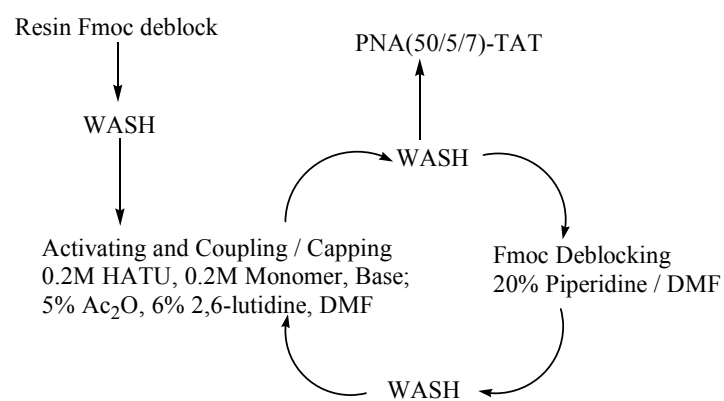 Resin Fmoc deblock
PNA(50/5/7)-TAT
WASH
WASH
Activating and Coupling / Capping
0.2M HATU, 0.2M Monomer, Base;
5% Ac₂O, 6% 2,6-lutidine, DMF
Fmoc Deblocking
20% Piperidine / DMF
WASH